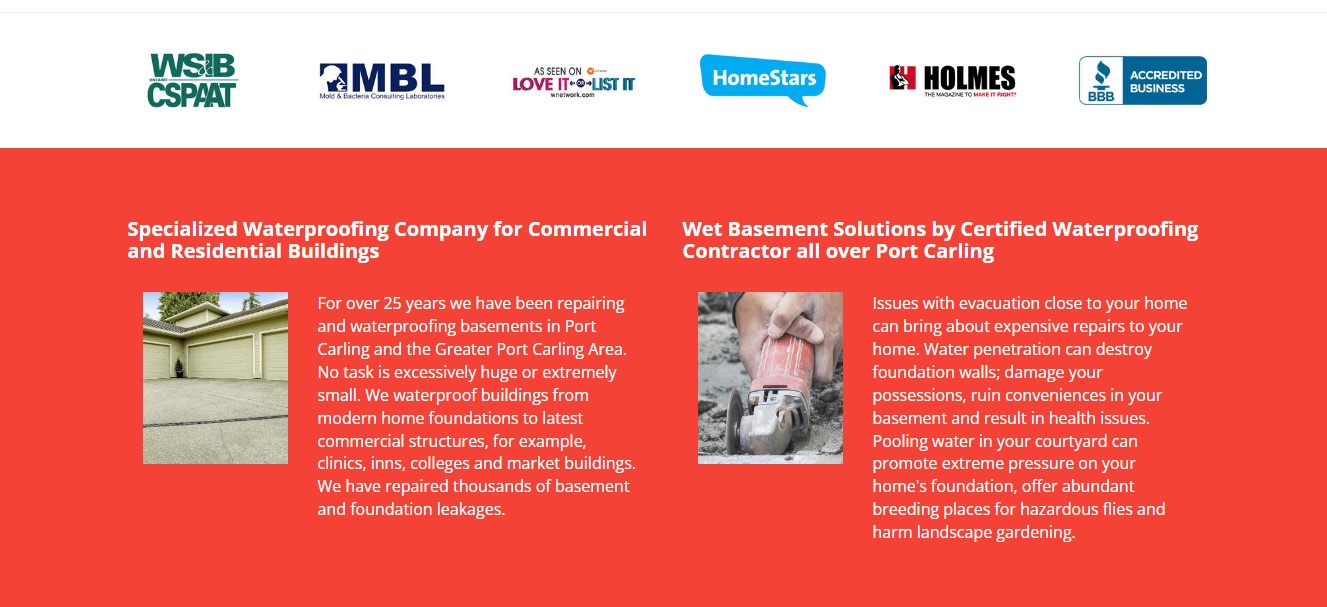 WSIB
ONTARIO
CSPAAT
MBL
Mold & Bacteria Consulting Laboratories
AS SEEN ON
LOVE IT OR LIST IT
wnetwork.com
HomeStars
HOLMES
THE MAGAZINE TO MAKE IT RIGHT
BBB
ACCREDITED
BUSINESS
Specialized Waterproofing Company for Commercial
and Residential Buildings
For over 25 years we have been repairing
and waterproofing basements in Port
Carling and the Greater Port Carling Area.
No task is excessively huge or extremely
small. We waterproof buildings from
modern home foundations to latest
commercial structures, for example,
clinics, inns, colleges and market buildings.
We have repaired thousands of basement
and foundation leakages.
Wet Basement Solutions by Certified Waterproofing
Contractor all over Port Carling
Issues with evacuation close to your home
can bring about expensive repairs to your
home. Water penetration can destroy
foundation walls; damage your
possessions, ruin conveniences in your
basement and result in health issues.
Pooling water in your courtyard can
promote extreme pressure on your
home's foundation, offer abundant
breeding places for hazardous flies and
harm landscape gardening.